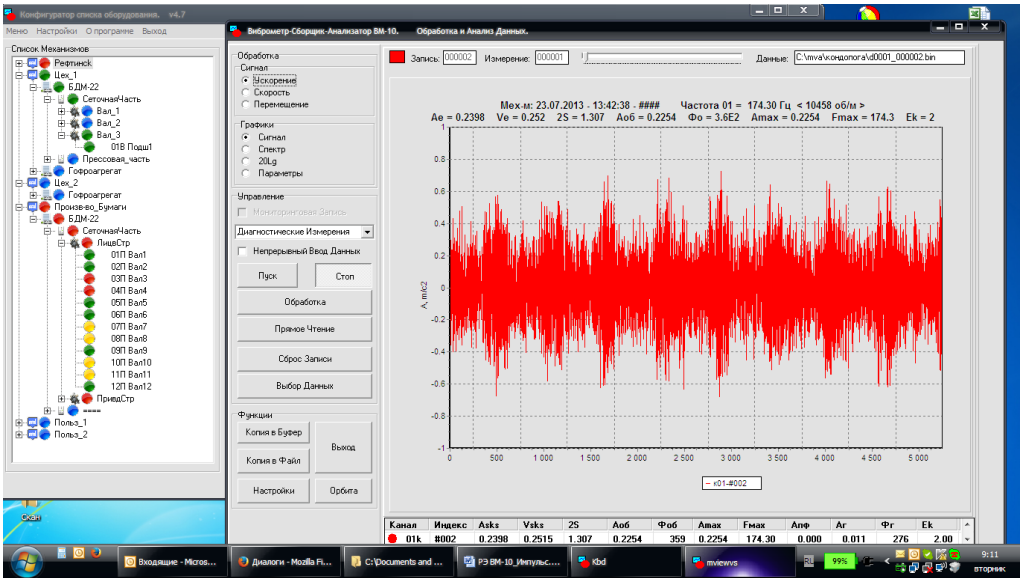 Конфигуратор списка оборудования. v4.7
Меню Настройки О программе Выход
Список Механизмов
Рефтинск
Цех_1
БДМ-22
СеточнаяЧасть
Вал_1
Вал_2
Вал_3
01В Подш1
Прессовая_часть
Гофроагрегат
Цех_2
Гофроагрегат
Произв-во_Бумаги
БДМ-22
СеточнаяЧасть
ЛицвСтр
01П Вал1
02П Вал2
03П Вал3
04П Вал4
05П Вал5
06П Вал6
07П Вал7
08П Вал8
09П Вал9
10П Вал10
11П Вал11
12П Вал12
ПривдСтр
====
Польз_1
Польз_2
Скан
Виброметр-Сборщик-Анализатор ВМ-10. Обработка и Анализ Данных.
Обработка
Сигнал
Ускорение
Скорость
Перемещение
Графики
Сигнал
Спектр
20Lg
Параметры
Управление
Мониторинговая Запись
Диагностические Измерения
Непрерывный Ввод Данных
Пуск Стоп
Обработка
Прямое Чтение
Сброс Записи
Выбор Данных
Функции
Копия в Буфер
Выход
Копия в Файл
Настройки Орбита
Запись: 000002 Измерение: 000001 Данные: C:\mva\кондопога\d0001_000002.bin
Мех-м: 23.07.2013 - 13:42:38 - #### Частота 01 = 174.30 Гц < 10458 об/м >
Ае = 0.2398 Ve = 0.252 2S = 1.307 Аоб = 0.2254 Фо = 3.6E2 Amax = 0.2254 Fmax = 174.3 Ek = 2
1
0.8
0.6
0.4
0.2
0
-0.2
-0.4
-0.6
-0.8
-1
A, m/c2
0 500 1 000 1 500 2 000 2 500 3 000 3 500 4 000 4 500 5 000
– к01-#002
Канал Индекс Asks Vsks 2S Аоб Фоб Amax Fmax Апф Ar Фг Ek
01k #002 0.2398 0.2515 1.307 0.2254 359 0.2254 174.30 0.000 0.011 276 2.00
Входящие - Micros... Диалоги - Mozilla Fi... C:\Documents and ... РЭ ВМ-10_Импульс.... Kbd mviewvs 99% 9:11
вторник